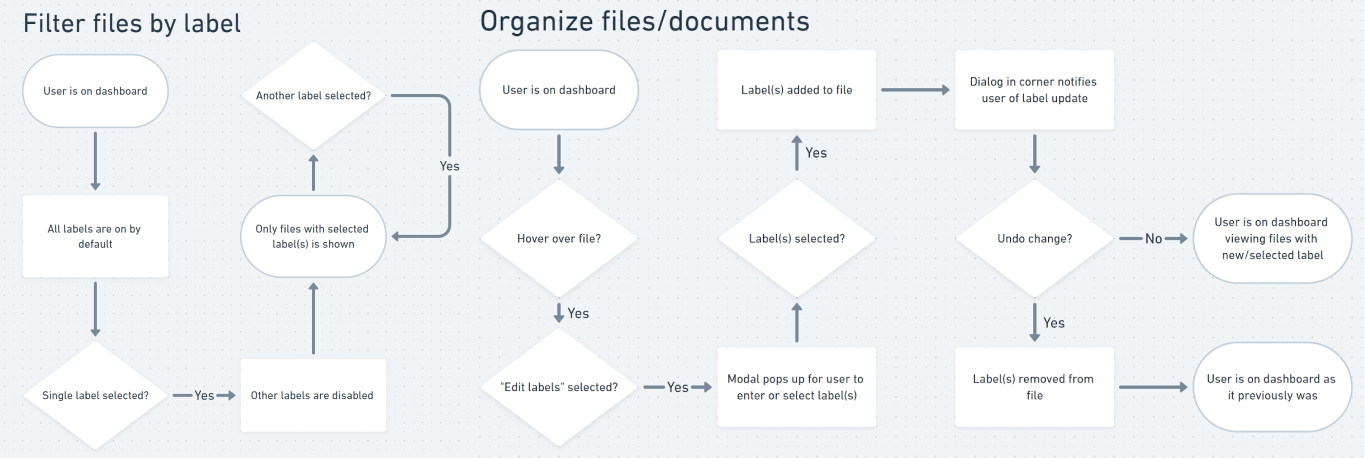 Filter files by label
User is on dashboard
All labels are on by
default
Single label selected?
Yes
Other labels are disabled
Only files with selected
label(s) is shown
Another label selected?
Yes
Organize files/documents
User is on dashboard
Hover over file?
Yes
"Edit labels" selected?
Yes
Modal pops up for user to
enter or select label(s)
Label(s) selected?
Yes
Label(s) added to file
Dialog in corner notifies
user of label update
Undo change?
No
User is on dashboard
viewing files with
new/selected label
Yes
Label(s) removed from
file
User is on dashboard as
it previously was